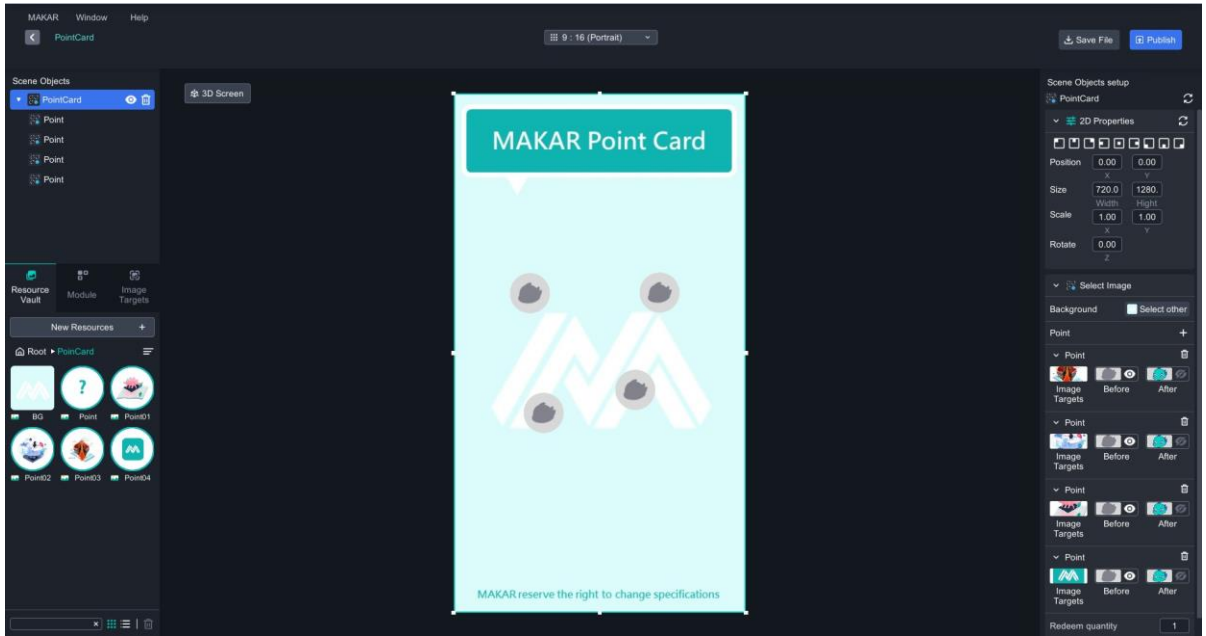 MAKAR Window Help
PointCard
9 : 16 (Portrait)
Save File
Publish
Scene Objects
PointCard
Point
Point
Point
Point
3D Screen
MAKAR Point Card
MAKAR reserve the right to change specifications
Resource Vault
Module
Image Targets
New Resources +
Root PoinCard
?
BG Point Point01
Point02 Point03 Point04
Scene Objects setup
PointCard
2D Properties
Position 0.00 0.00
X Y
Size 720.0 1280.
Width Hight
Scale 1.00 1.00
X Y
Rotate 0.00
Z
Select Image
Background Select other
Point +
Point
Image Targets Before After
Point
Image Targets Before After
Point
Image Targets Before After
Point
Image Targets Before After
Redeem quantity 1